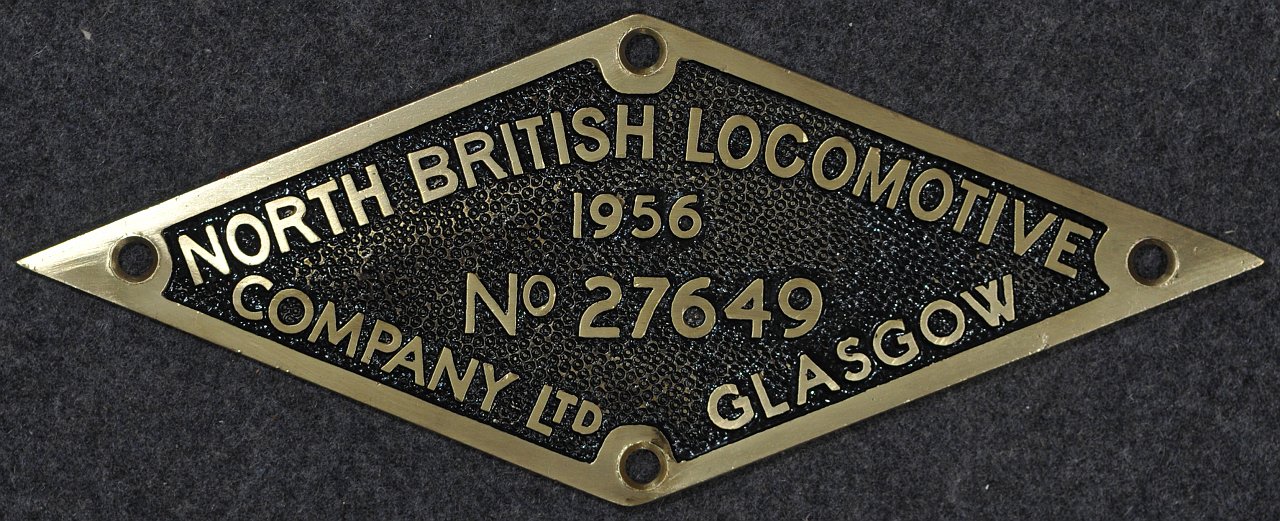 NORTH BRITISH LOCOMOTIVE
1956
No 27649
COMPANY LTD
GLASGOW